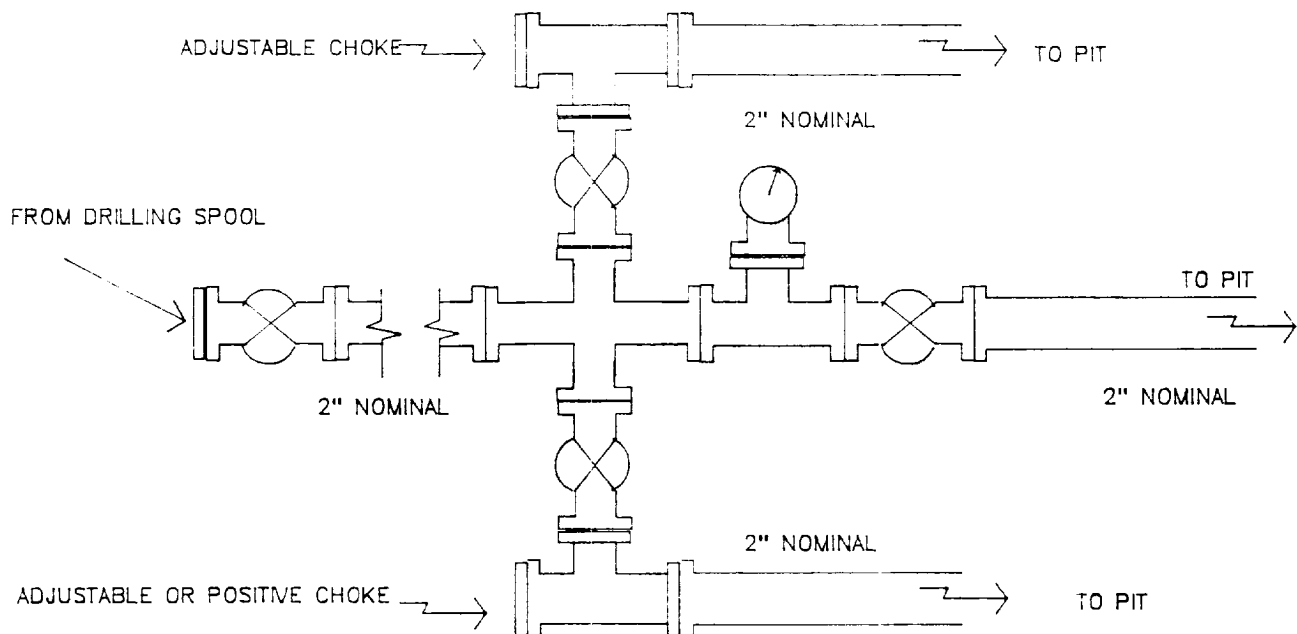 ADJUSTABLE CHOKE
TO PIT
2" NOMINAL
FROM DRILLING SPOOL
TO PIT
2" NOMINAL
2" NOMINAL
2" NOMINAL
ADJUSTABLE OR POSITIVE CHOKE
TO PIT